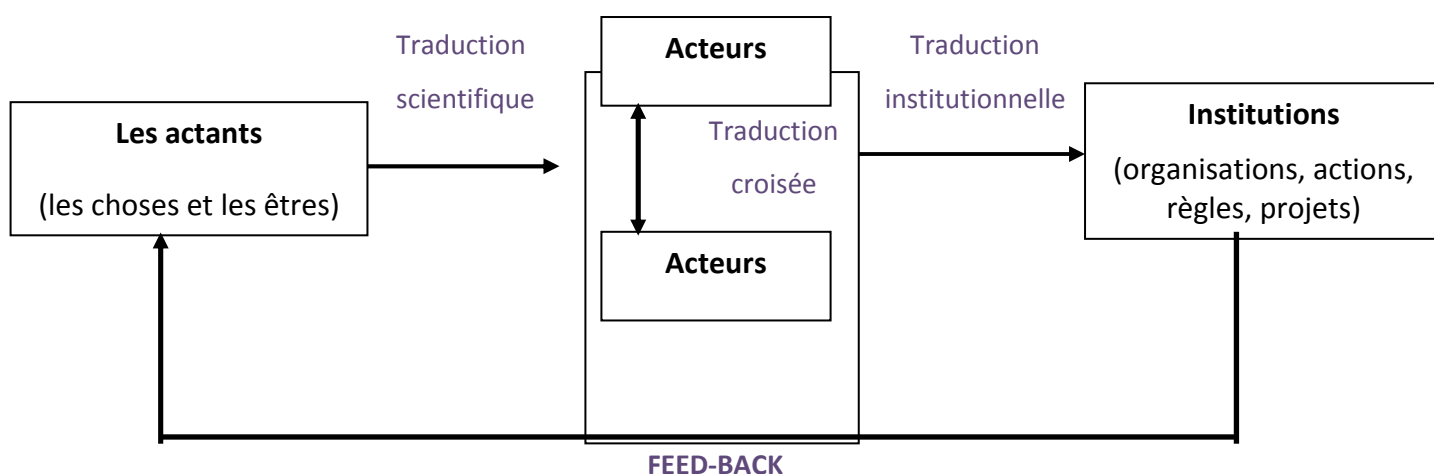 Les actants
(les choses et les êtres)
Traduction
scientifique
Acteurs
Traduction
croisée
Acteurs
Traduction
institutionnelle
Institutions
(organisations, actions,
règles, projets)
FEED-BACK